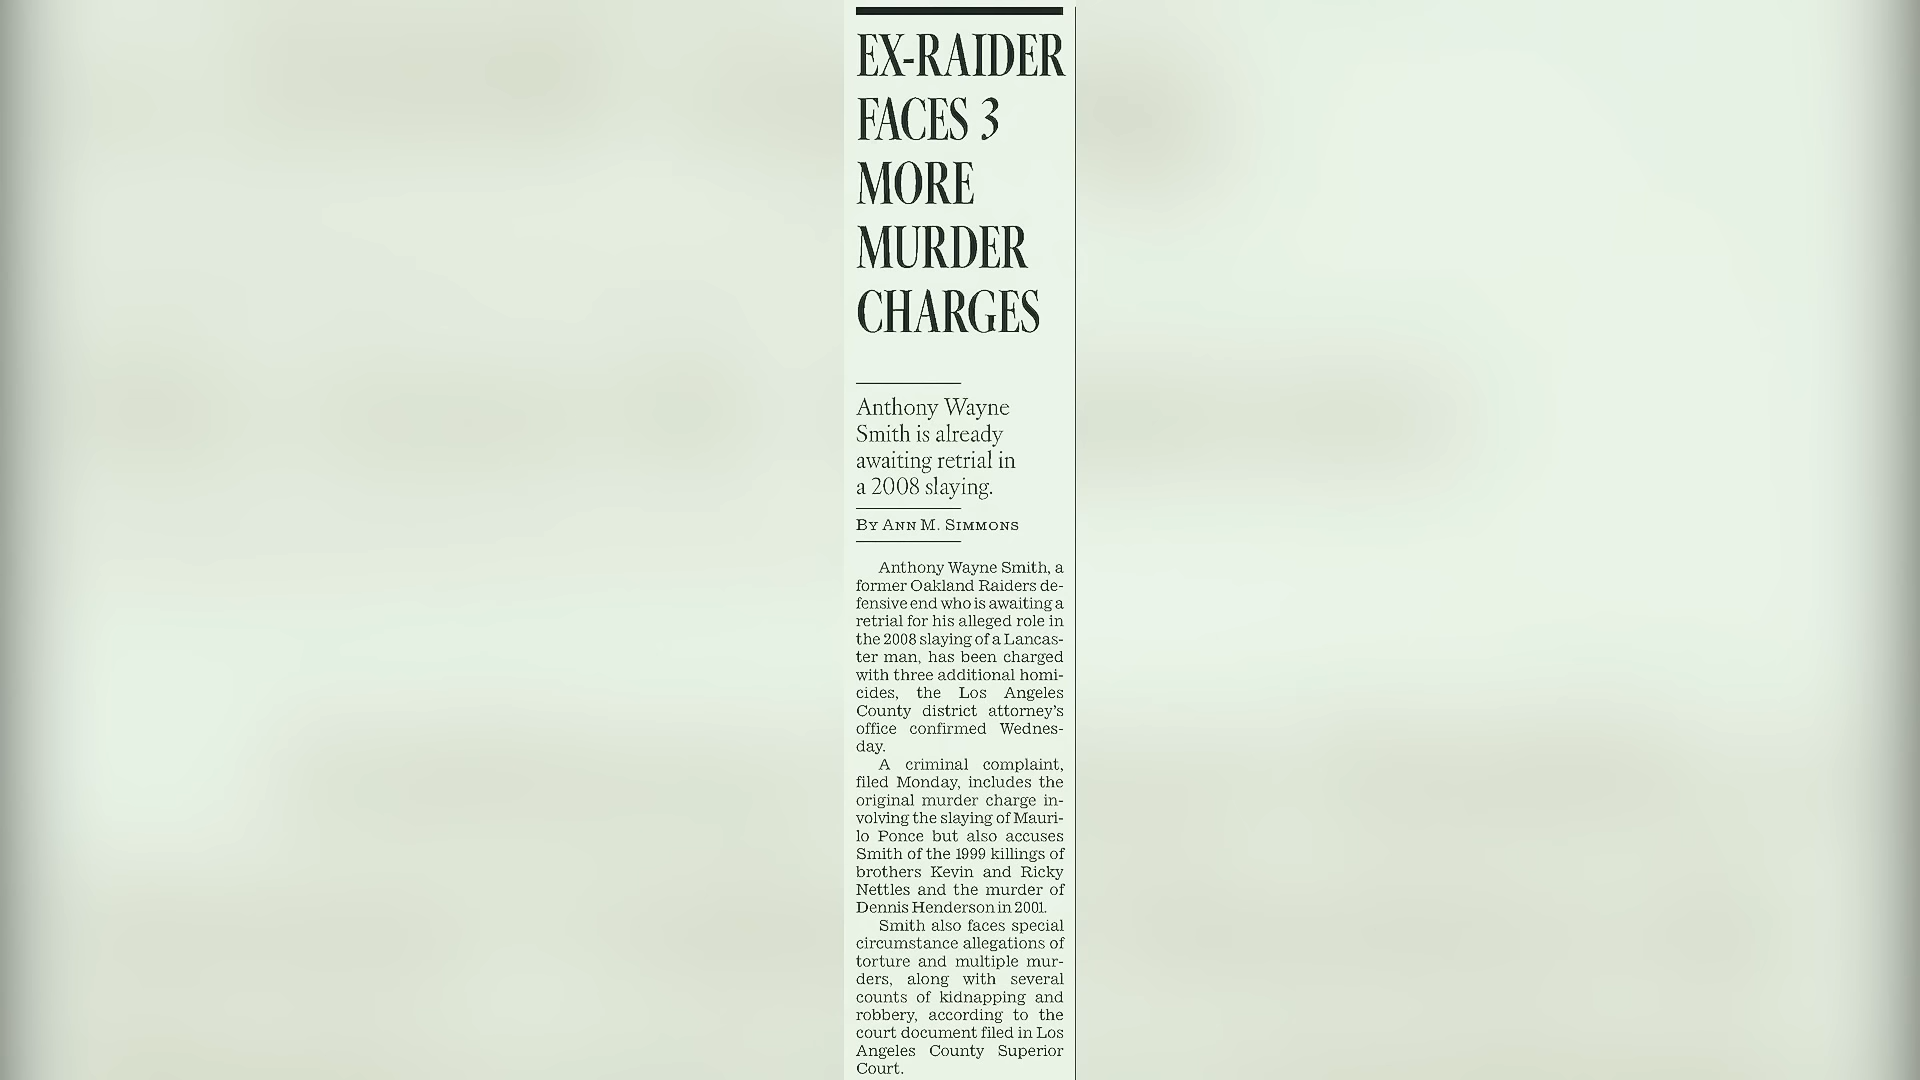 EX-RAIDER
FACES 3
MORE
MURDER
CHARGES
Anthony Wayne
Smith is already
awaiting retrial in
a 2008 slaying.
By Ann M. Simmons
Anthony Wayne Smith, a
former Oakland Raiders de-
fensive end who is awaiting a
retrial for his alleged role in
the 2008 slaying of a Lancas-
ter man, has been charged
with three additional homi-
cides, the Los Angeles
County district attorney's
office confirmed Wednes-
day.
A criminal complaint,
filed Monday, includes the
original murder charge in-
volving the slaying of Mauri-
lo Ponce but also accuses
Smith of the 1999 killings of
brothers Kevin and Ricky
Nettles and the murder of
Dennis Henderson in 2001.
Smith also faces special
circumstance allegations of
torture and multiple mur-
ders, along with several
counts of kidnapping and
robbery, according to the
court document filed in Los
Angeles County Superior
Court.